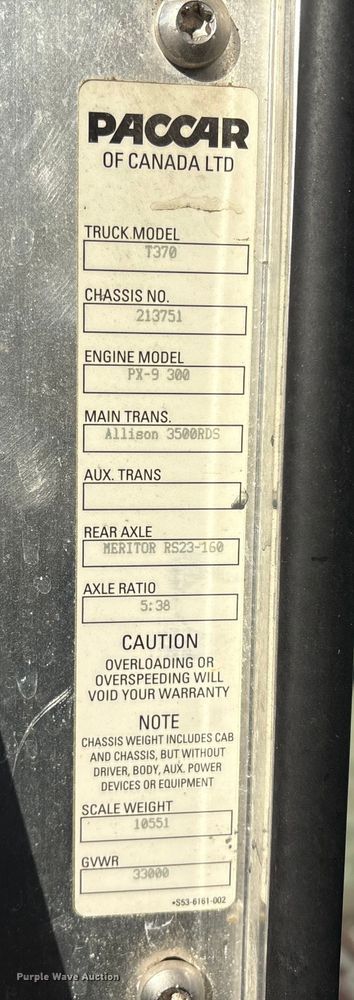 PACCAR
OF CANADA LTD
TRUCK MODEL
T370
CHASSIS NO.
213751
ENGINE MODEL
PX-9 300
MAIN TRANS.
Allison 3500RDS
AUX. TRANS
REAR AXLE
MERITOR RS23-160
AXLE RATIO
5:38
CAUTION
OVERLOADING OR
OVERSPEEDING WILL
VOID YOUR WARRANTY
NOTE
CHASSIS WEIGHT INCLUDES CAB
AND CHASSIS, BUT WITHOUT
DRIVER, BODY, AUX. POWER
DEVICES OR EQUIPMENT
SCALE WEIGHT
10551
GVWR
33000
•S53-6161-002
Purple Wave Auction